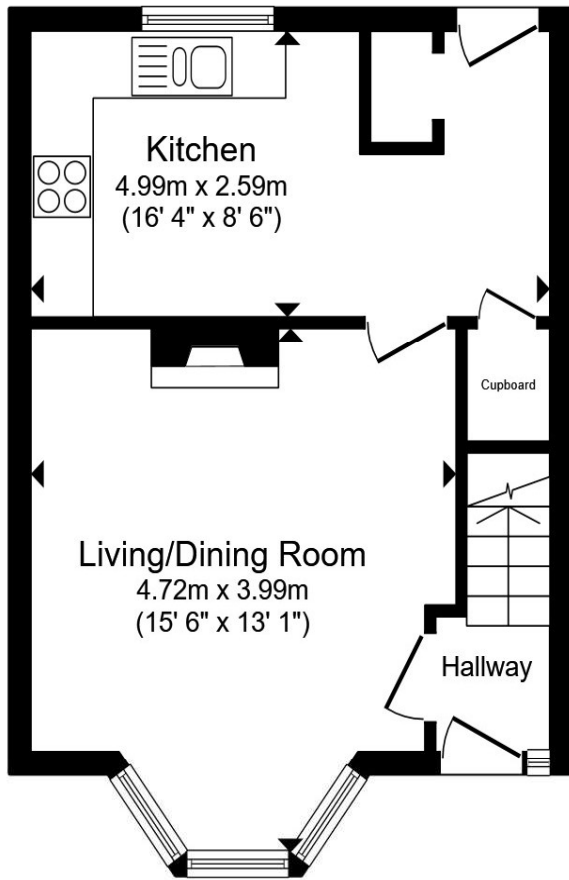 Kitchen
4.99m x 2.59m
(16' 4" x 8' 6")
Cupboard
Living/Dining Room
4.72m x 3.99m
(15' 6" x 13' 1")
Hallway